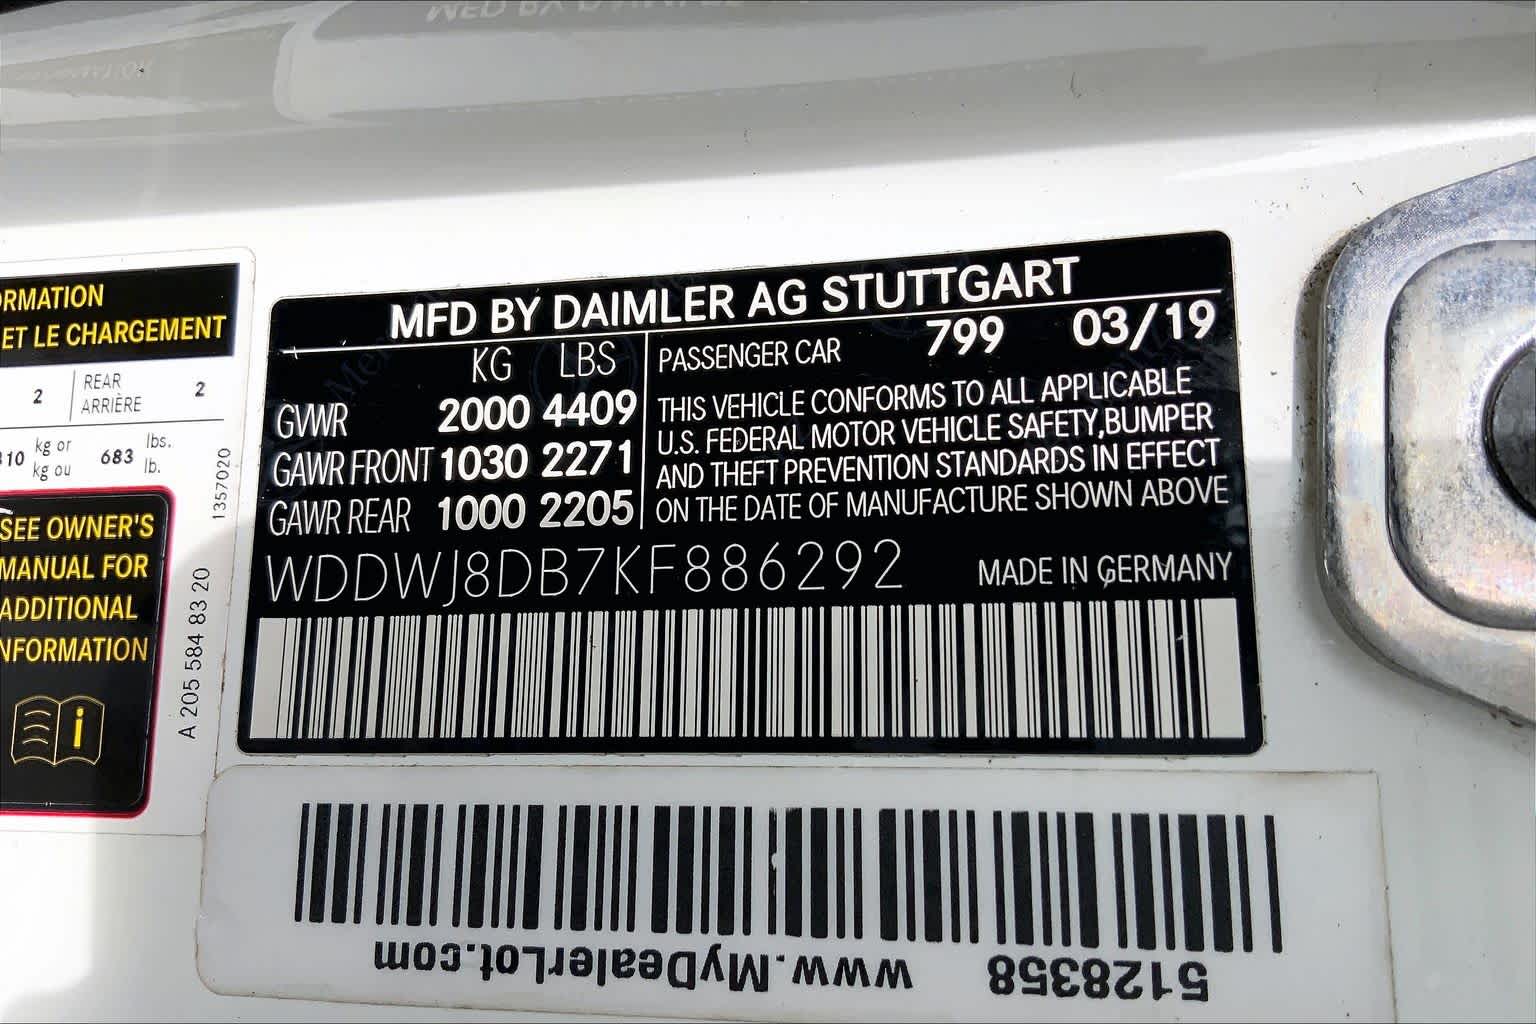 ORMATION
ET LE CHARGEMENT
2 REAR 2
ARRIÈRE
310 kg or 683 lbs.
kg ou lb.
1357020
SEE OWNER'S
MANUAL FOR
ADDITIONAL
INFORMATION
i
A 205 584 83 20
MFD BY DAIMLER AG STUTTGART
KG LBS PASSENGER CAR 799 03/19
GVWR 2000 4409
GAWR FRONT 1030 2271
GAWR REAR 1000 2205
THIS VEHICLE CONFORMS TO ALL APPLICABLE
U.S. FEDERAL MOTOR VEHICLE SAFETY,BUMPER
AND THEFT PREVENTION STANDARDS IN EFFECT
ON THE DATE OF MANUFACTURE SHOWN ABOVE
WDDWJ8DB7KF886292 MADE IN GERMANY
5128358 www.MyDealerLot.com